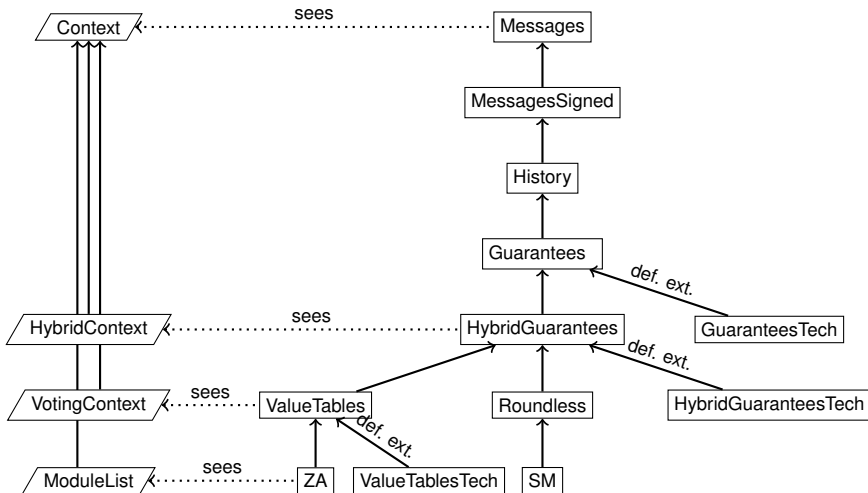 Context
sees
Messages
MessagesSigned
History
Guarantees
def. ext.
GuaranteesTech
HybridContext
sees
HybridGuarantees
def. ext.
HybridGuaranteesTech
VotingContext
sees
ValueTables
Roundless
def. ext.
ModuleList
sees
ZA
ValueTablesTech
SM